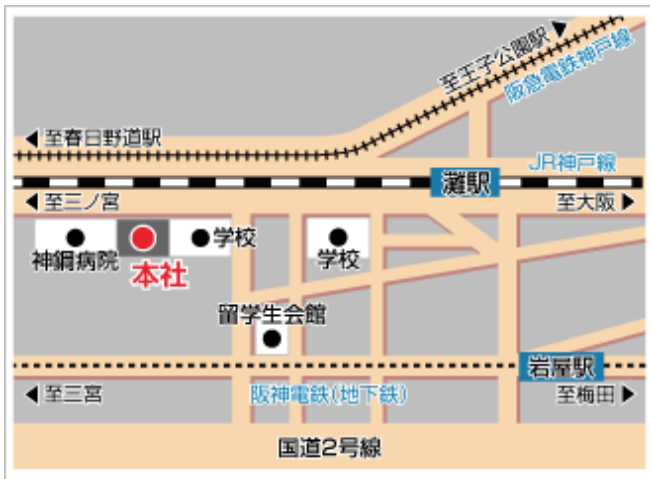 至王子公園駅▶
阪急電鉄神戸線
◀至春日野道駅
JR神戸線
灘駅
◀至三ノ宮
至大阪▶
神鋼病院
本社
学校
学校
留学生会館
岩屋駅
◀至三宮
阪神電鉄(地下鉄)
至梅田▶
国道2号線